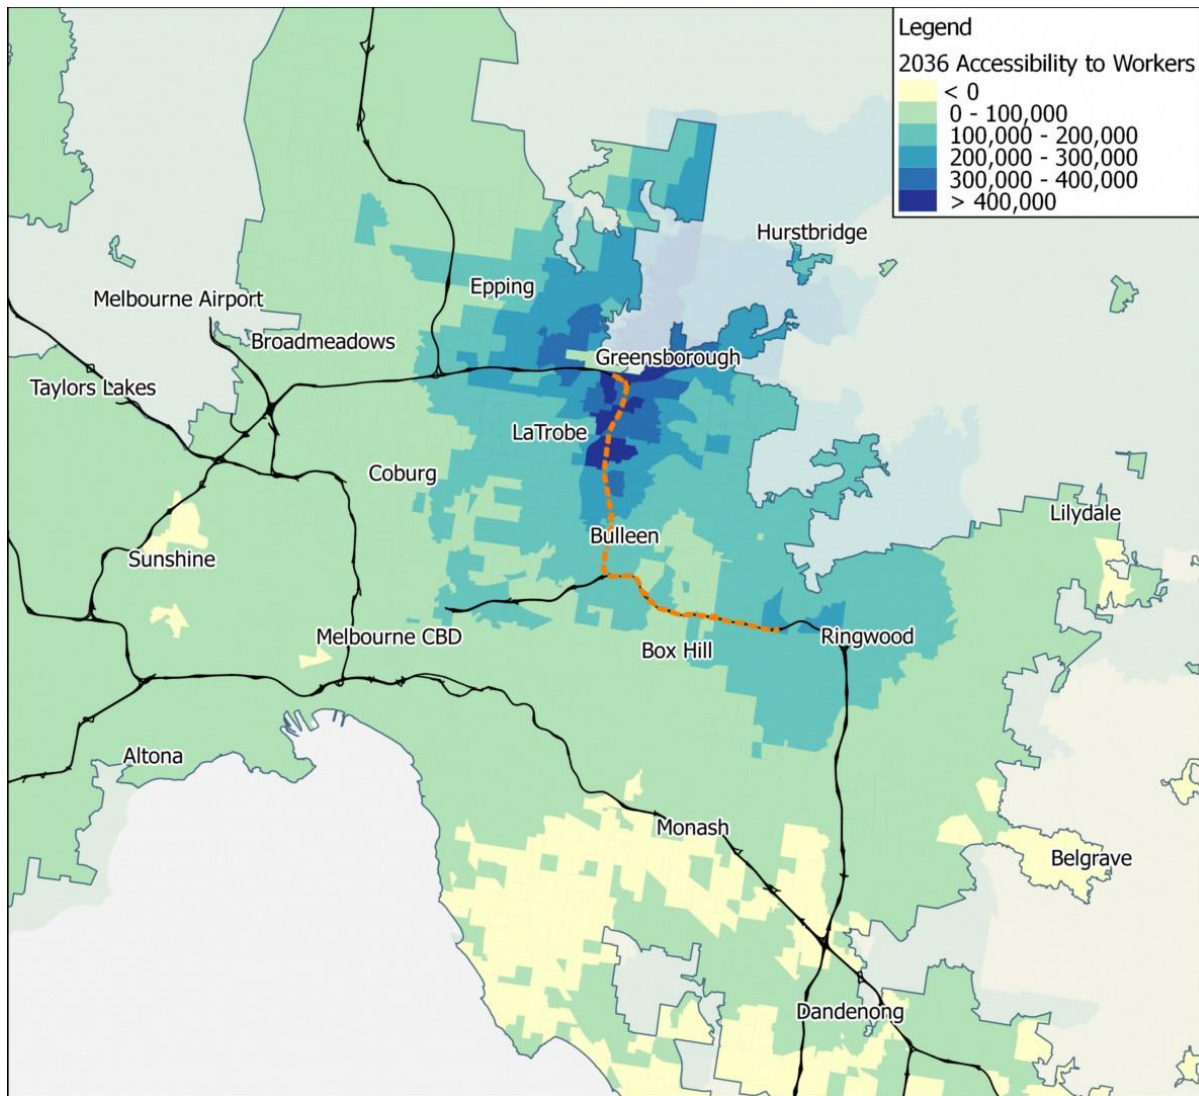 Legend
2036 Accessibility to Workers
< 0
0 - 100,000
100,000 - 200,000
200,000 - 300,000
300,000 - 400,000
> 400,000
Hurstbridge
Epping
Melbourne Airport
Broadmeadows
Greensborough
Taylors Lakes
LaTrobe
Coburg
Lilydale
Bulleen
Sunshine
Melbourne CBD
Ringwood
Box Hill
Altona
Monash
Belgrave
Dandenong